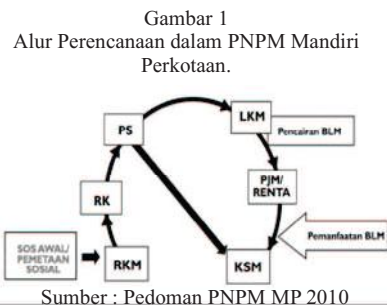 Gambar 1
Alur Perencanaan dalam PNPM Mandiri
Perkotaan.
LKM
PS
Pencairan BLM
PJM/
RENTA
RK
SOS AWAL/
PEMETAAN
SOSIAL
RKM
KSM
Pemanfaatan BLM
Sumber : Pedoman PNPM MP 2010